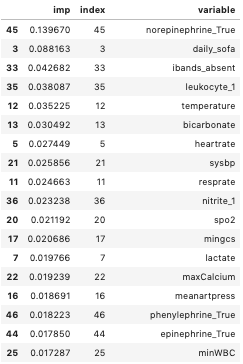 imp index variable
45 0.139670 45 norepinephrine_True
3 0.088163 3 daily_sofa
33 0.042682 33 ibands_absent
35 0.038087 35 leukocyte_1
12 0.035225 12 temperature
13 0.030492 13 bicarbonate
5 0.027449 5 heartrate
21 0.025856 21 sysbp
11 0.024663 11 resprate
36 0.023238 36 nitrite_1
20 0.021192 20 spo2
17 0.020686 17 mingcs
7 0.019766 7 lactate
22 0.019239 22 maxCalcium
16 0.018691 16 meanartpress
46 0.018223 46 phenylephrine_True
44 0.017850 44 epinephrine_True
25 0.017287 25 minWBC